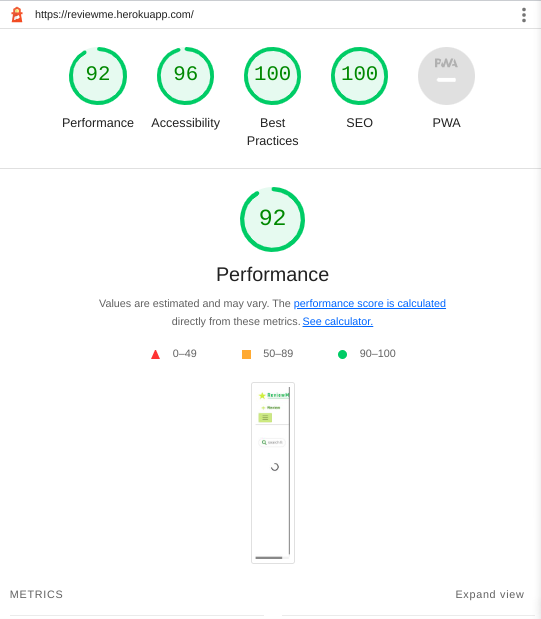 https://reviewme.herokuapp.com/
92
96
100
100
PWA
Performance
Accessibility
Best
Practices
SEO
PWA
92
Performance
Values are estimated and may vary. The performance score is calculated
directly from these metrics. See calculator.
0–49
50–89
90–100
ReviewM
METRICS
Expand view